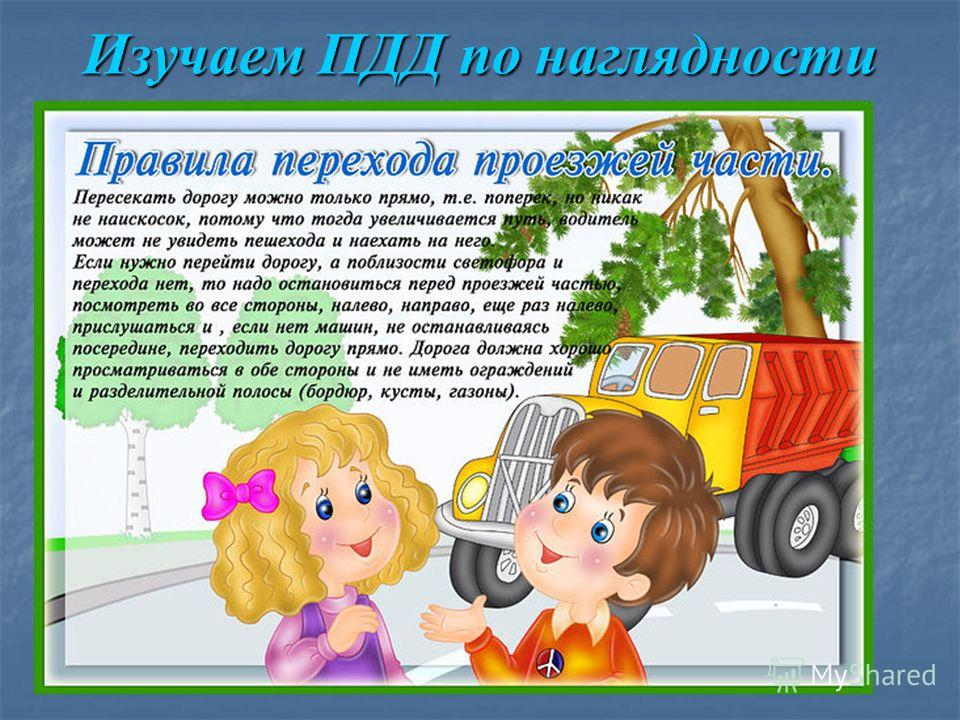 Изучаем ПДД по наглядности
Правила перехода проезжей части.
Пересекать дорогу можно только прямо, т.е. поперек, но никак
не наискосок, потому что тогда увеличивается путь, водитель
может не увидеть пешехода и наехать на него.
Если нужно перейти дорогу, а поблизости светофора и
перехода нет, то надо остановиться перед проезжей частью,
посмотреть во все стороны, налево, направо, еще раз налево,
прислушаться и , если нет машин, не останавливаясь
посередине, переходить дорогу прямо. Дорога должна хорошо
просматриваться в обе стороны и не иметь ограждений
и разделительной полосы (бордюр, кусты, газоны).
MyShared